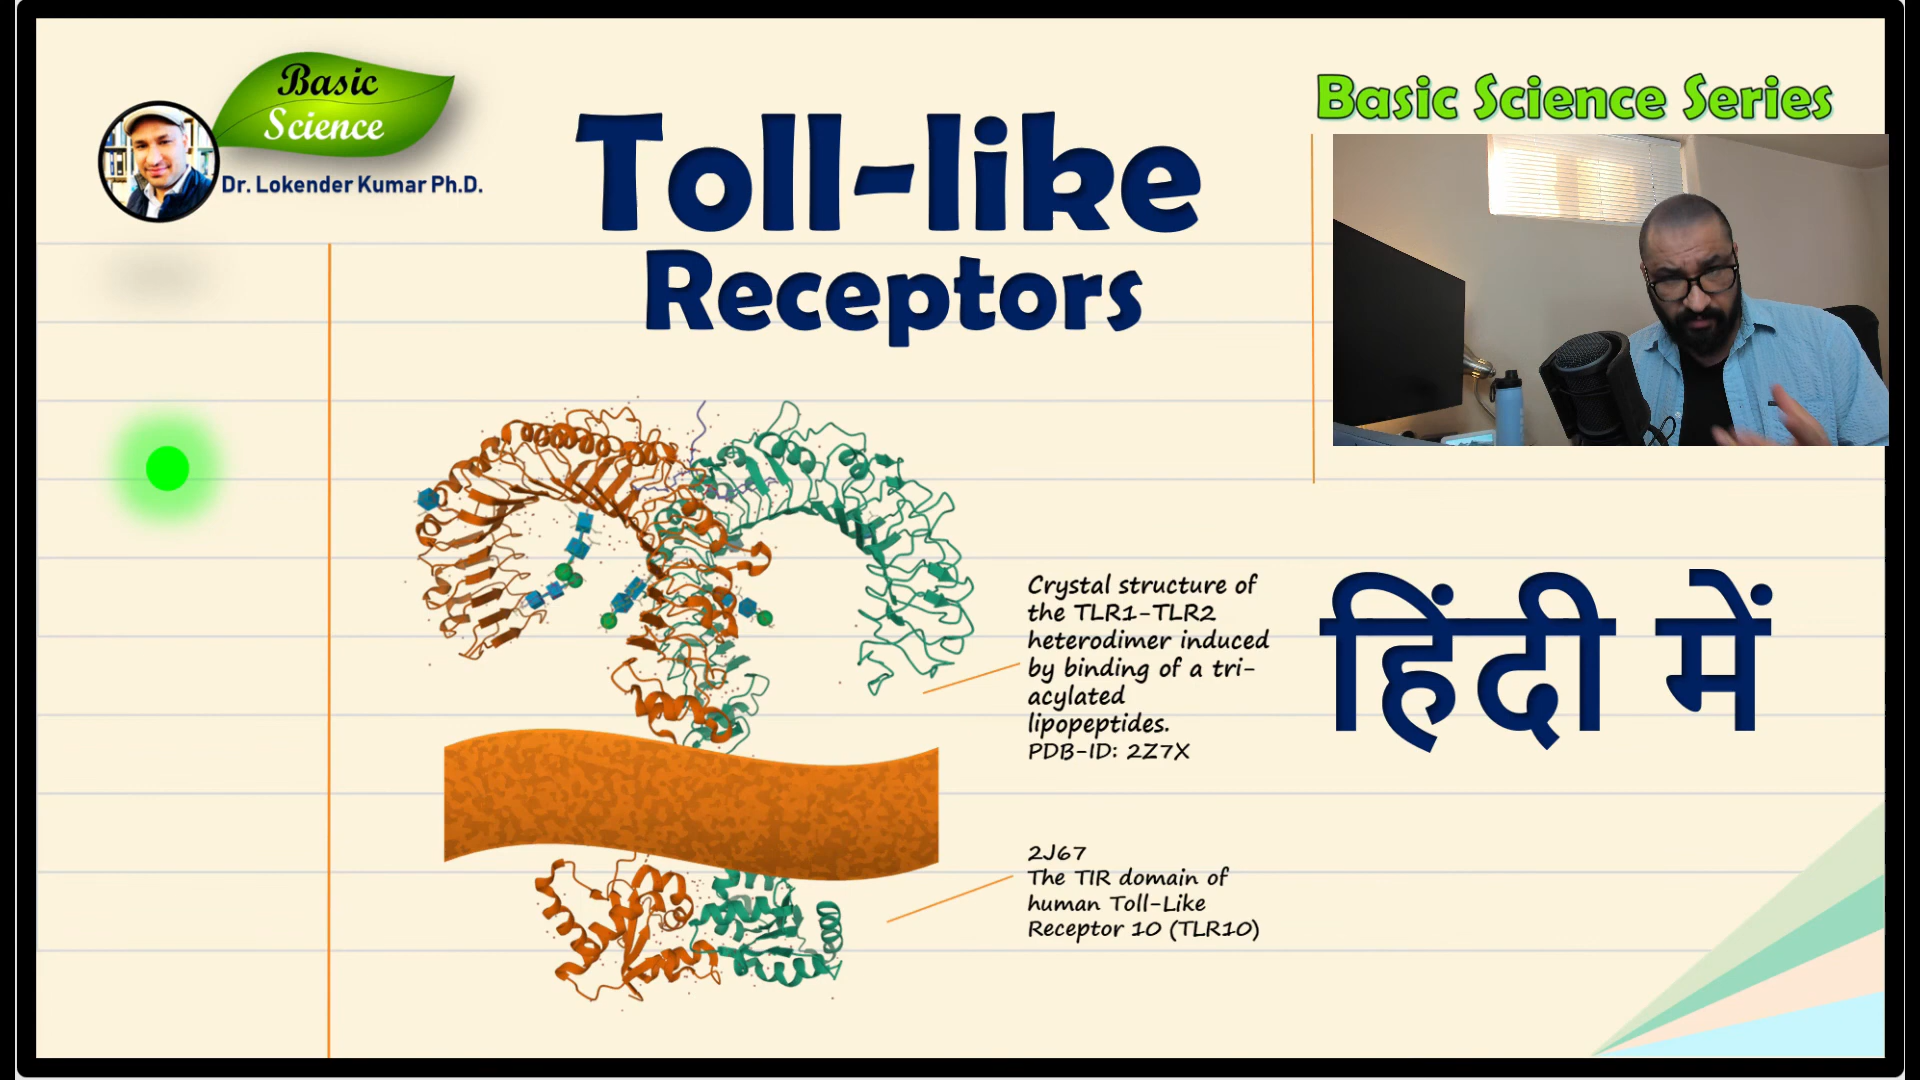 Basic
Science
Dr. Lokender Kumar Ph.D.
Toll-like
Receptors
Basic Science Series
Crystal structure of
the TLR1-TLR2
heterodimer induced
by binding of a tri-
acylated
lipopeptides.
PDB-ID: 2Z7X
हिंदी में
2J67
The TIR domain of
human Toll-Like
Receptor 10 (TLR10)